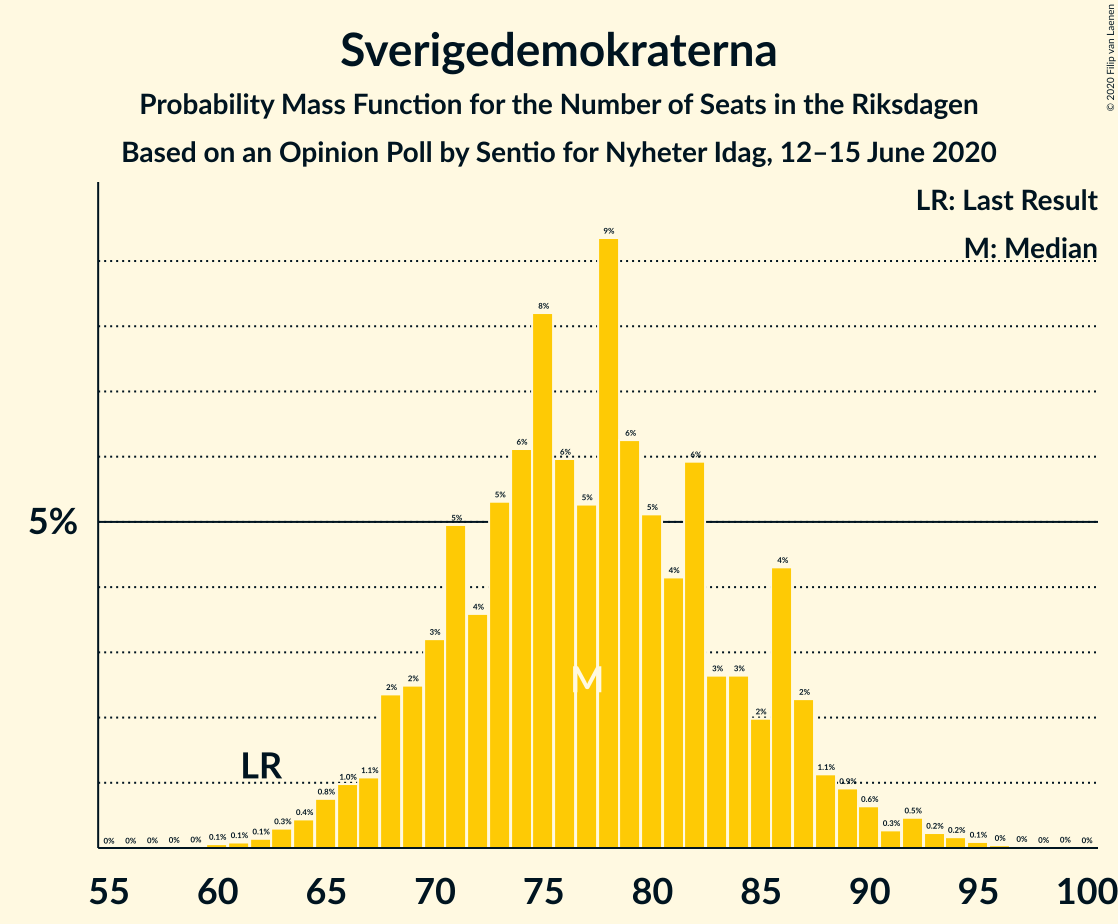 Sverigedemokraterna
Probability Mass Function for the Number of Seats in the Riksdagen
Based on an Opinion Poll by Sentio for Nyheter Idag, 12–15 June 2020
© 2020 Filip van Laenen
LR: Last Result
M: Median
5%
0% 0% 0% 0% 0% 0.1% 0.1% 0.1% 0.3% 0.4% 0.8% 1.0% 1.1% 2% 2% 3% 5% 4% 5% 6% 8% 6% 5% 9% 6% 5% 4% 6% 3% 3% 2% 4% 2% 1.1% 0.9% 0.6% 0.3% 0.5% 0.2% 0.2% 0.1% 0% 0% 0% 0% 0%
LR
M
55 60 65 70 75 80 85 90 95 100